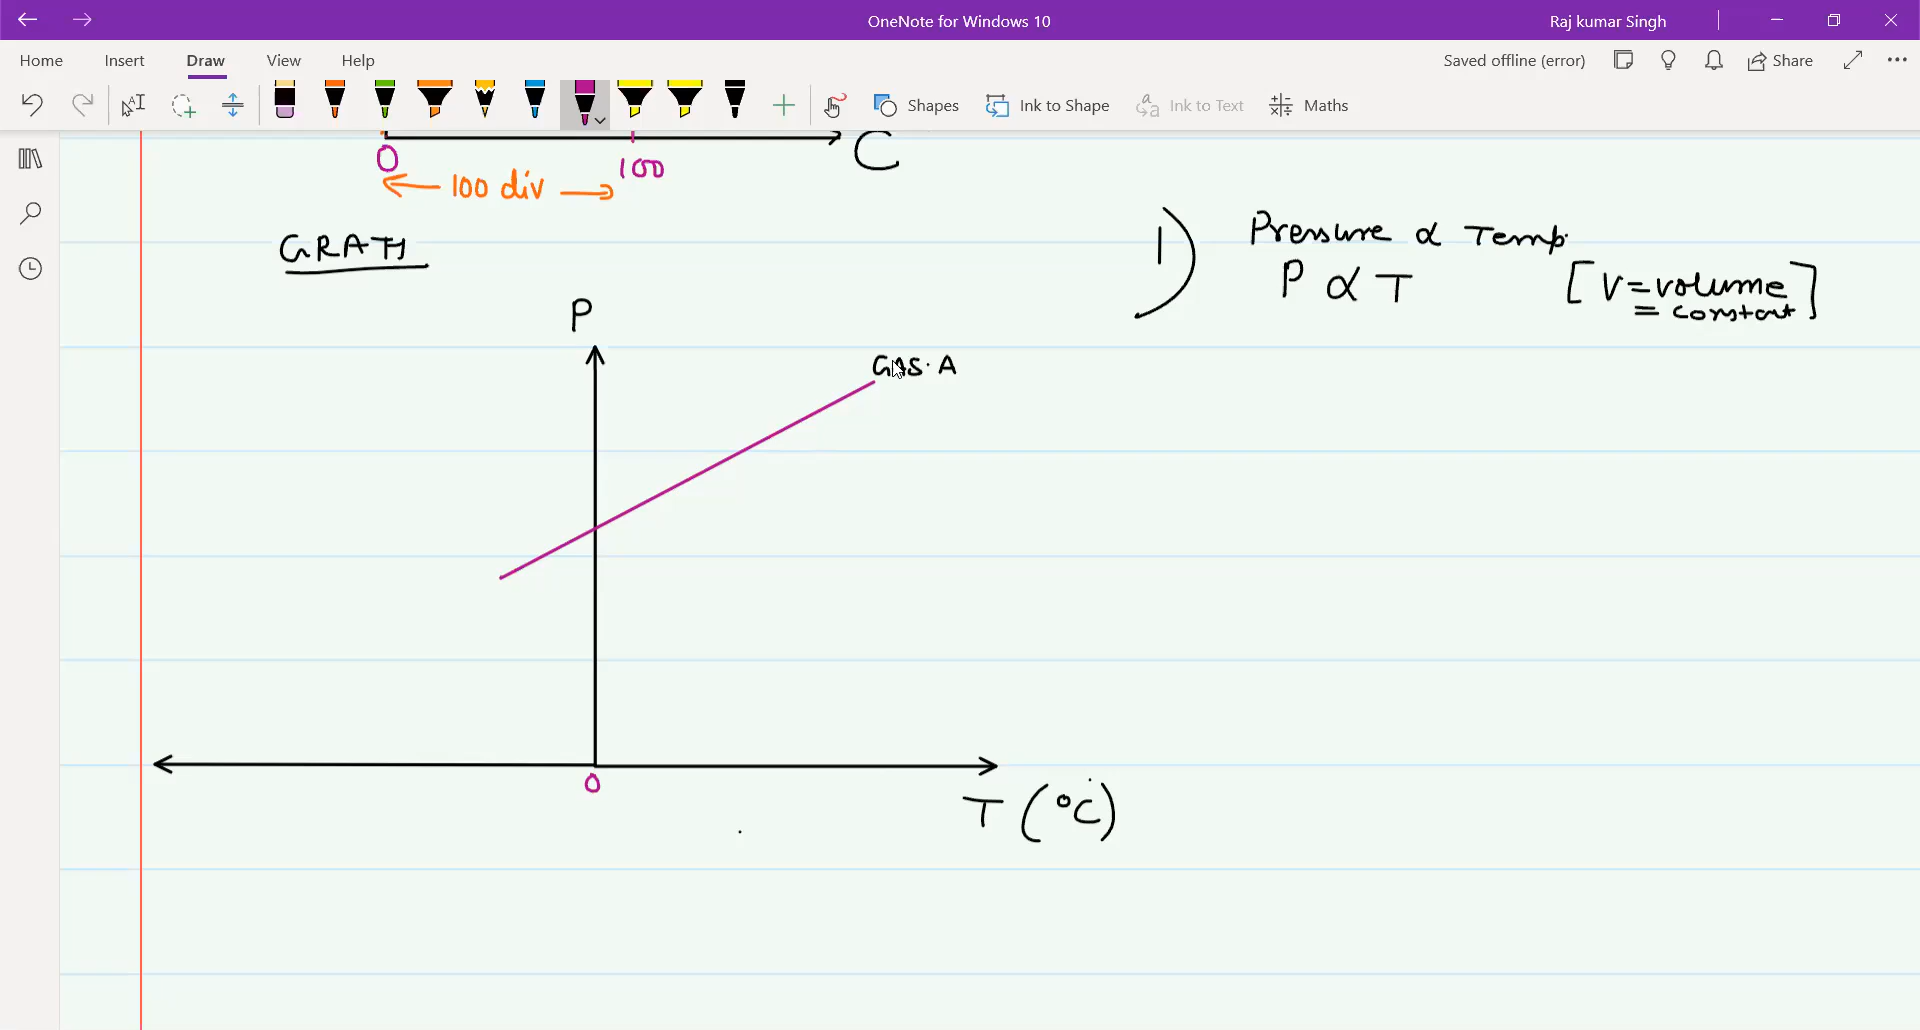 OneNote for Windows 10
Raj kumar Singh
Home Insert Draw View Help
Saved offline (error)
Share
Shapes
Ink to Shape
Ink to Text
Maths
0
100
C
100 div
GRAPH
1) Pressure ∝ Temp.
P ∝ T
[V = volume
= constant]
P
GAS. A
0
T (°C)